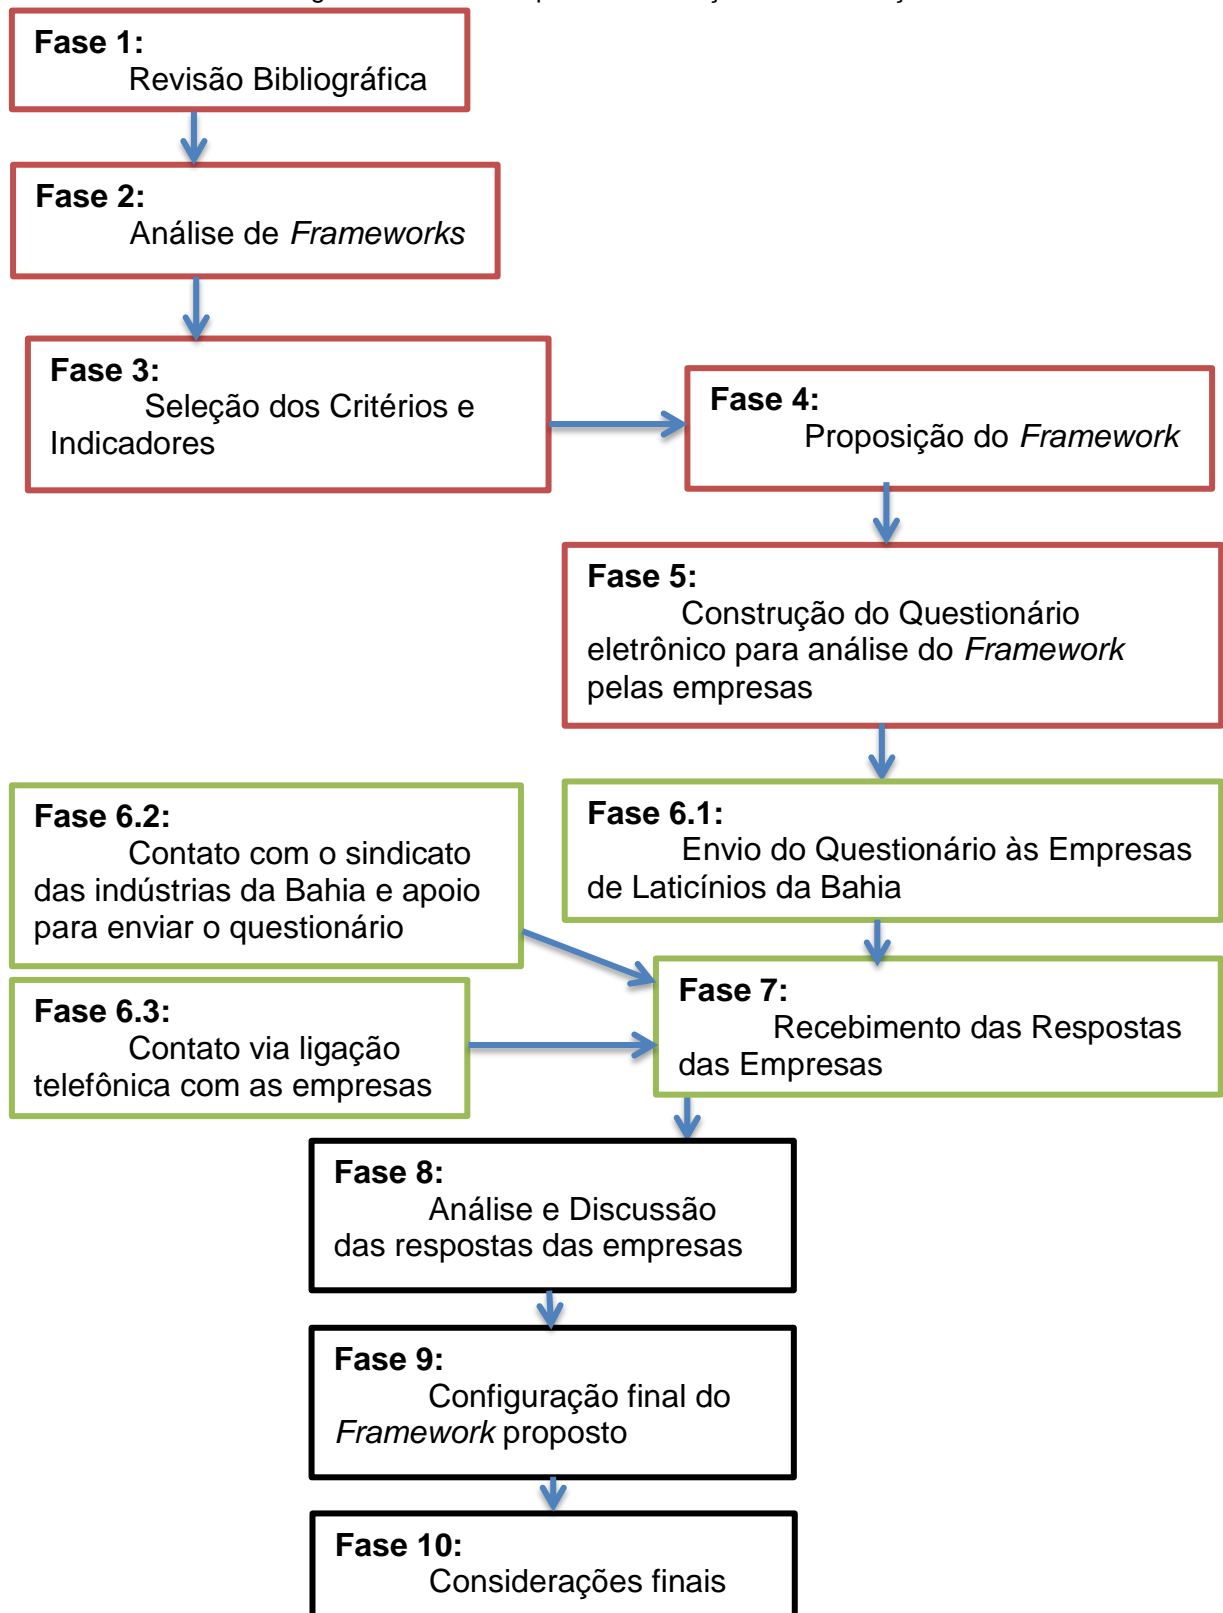 Fase 1:
Revisão Bibliográfica
Fase 2:
Análise de Frameworks
Fase 3:
Seleção dos Critérios e
Indicadores
Fase 4:
Proposição do Framework
Fase 5:
Construção do Questionário
eletrônico para análise do Framework
pelas empresas
Fase 6.1:
Envio do Questionário às Empresas
de Laticínios da Bahia
Fase 6.2:
Contato com o sindicato
das indústrias da Bahia e apoio
para enviar o questionário
Fase 6.3:
Contato via ligação
telefônica com as empresas
Fase 7:
Recebimento das Respostas
das Empresas
Fase 8:
Análise e Discussão
das respostas das empresas
Fase 9:
Configuração final do
Framework proposto
Fase 10:
Considerações finais